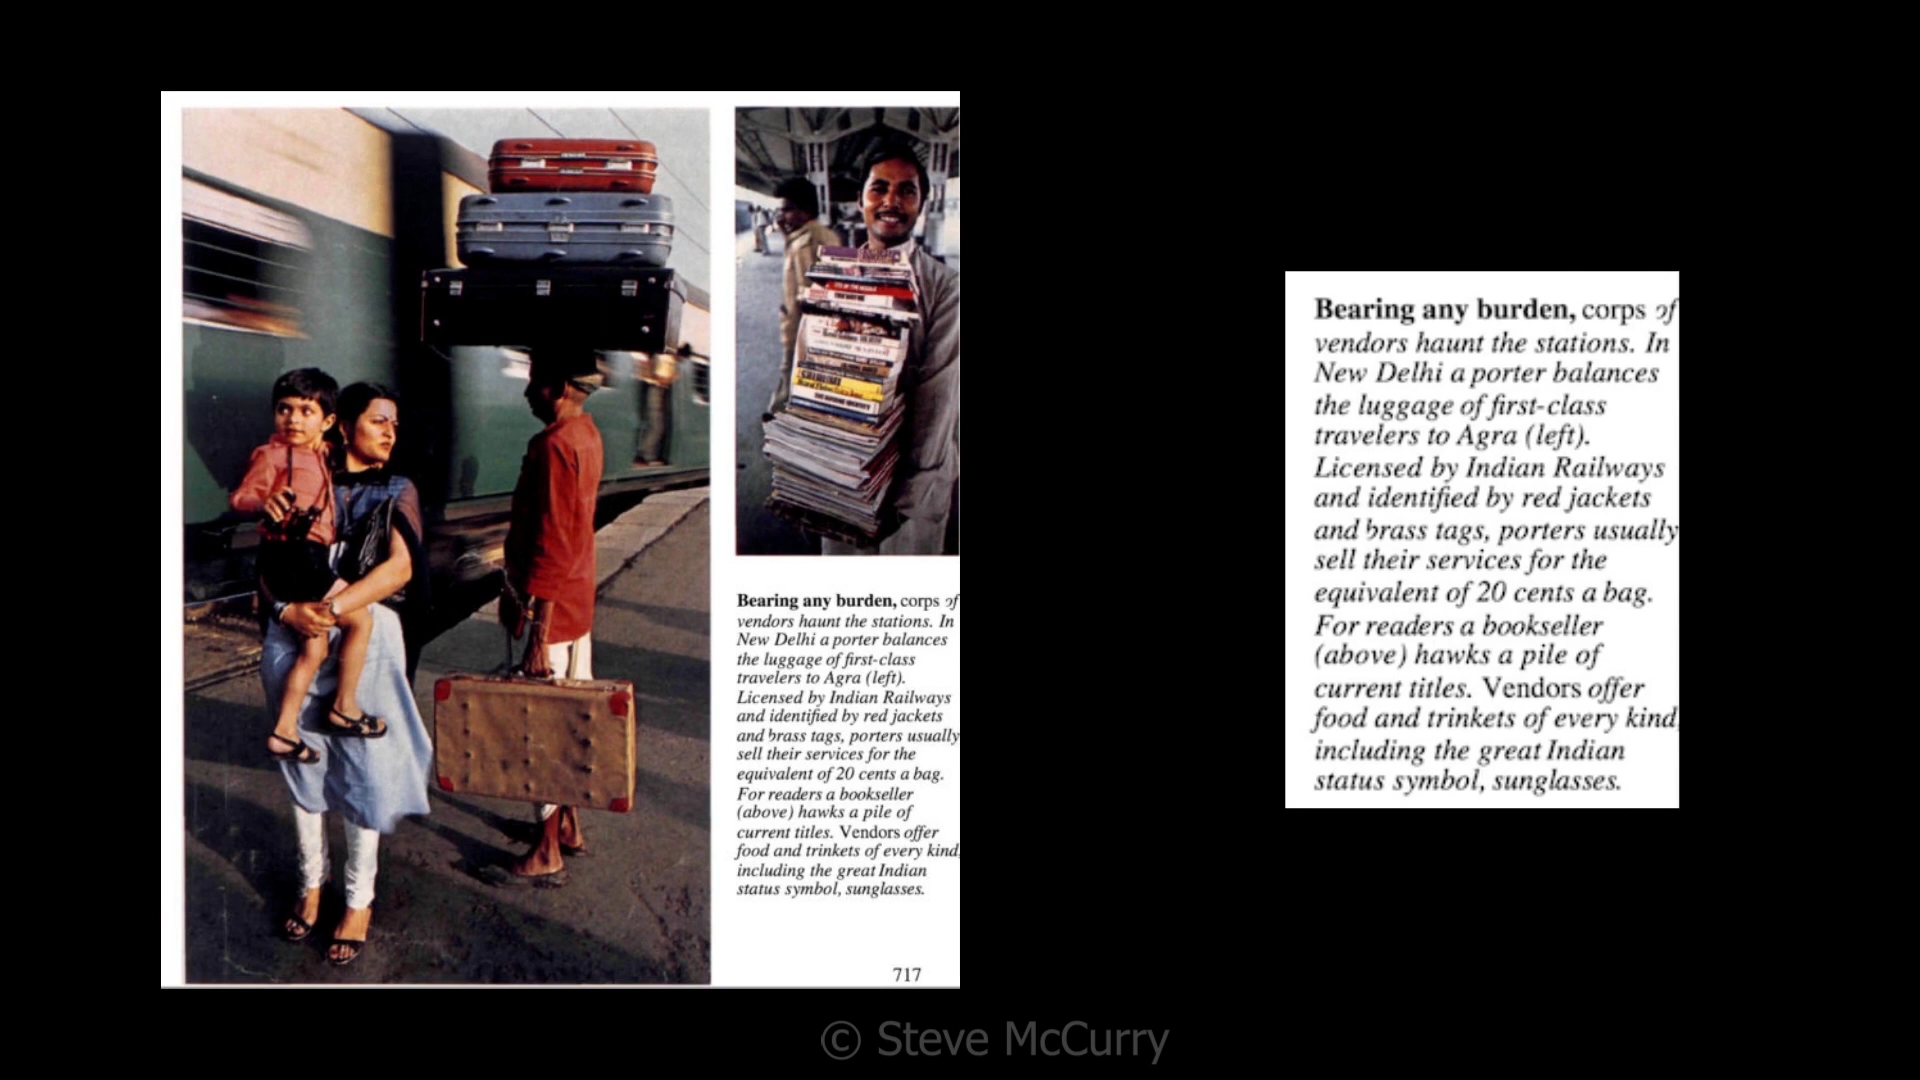 Bearing any burden, corps of
vendors haunt the stations. In
New Delhi a porter balances
the luggage of first-class
travelers to Agra (left).
Licensed by Indian Railways
and identified by red jackets
and brass tags, porters usually
sell their services for the
equivalent of 20 cents a bag.
For readers a bookseller
(above) hawks a pile of
current titles. Vendors offer
food and trinkets of every kind,
including the great Indian
status symbol, sunglasses.
717
Bearing any burden, corps of
vendors haunt the stations. In
New Delhi a porter balances
the luggage of first-class
travelers to Agra (left).
Licensed by Indian Railways
and identified by red jackets
and brass tags, porters usually
sell their services for the
equivalent of 20 cents a bag.
For readers a bookseller
(above) hawks a pile of
current titles. Vendors offer
food and trinkets of every kind
including the great Indian
status symbol, sunglasses.
© Steve McCurry